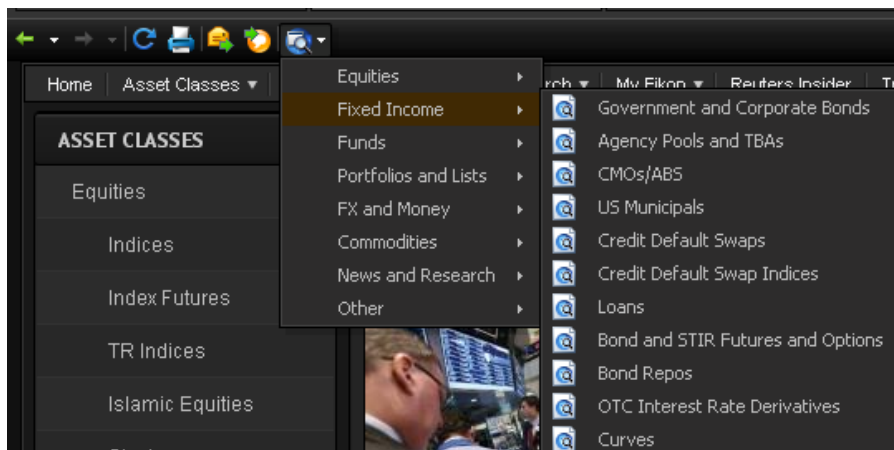 Home
Asset Classes
My Eikon
Reuters Insider
Equities
Fixed Income
Funds
Portfolios and Lists
FX and Money
Commodities
News and Research
Other
Government and Corporate Bonds
Agency Pools and TBAs
CMOs/ABS
US Municipals
Credit Default Swaps
Credit Default Swap Indices
Loans
Bond and STIR Futures and Options
Bond Repos
OTC Interest Rate Derivatives
Curves
ASSET CLASSES
Equities
Indices
Index Futures
TR Indices
Islamic Equities